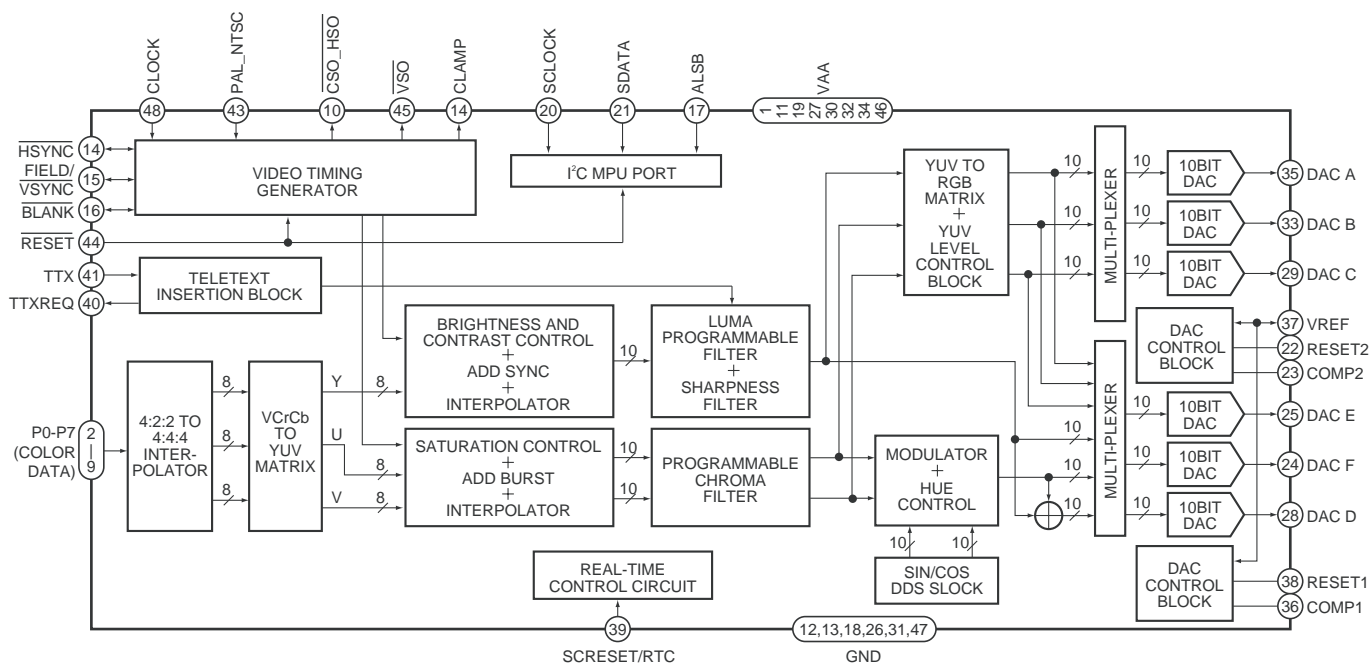 CLOCK
PAL_NTSC
CSO_HSO
VSO
CLAMP
SCLOCK
SDATA
ALSB
VAA
48
43
10
45
14
20
21
17
1
11
19
27
30
32
34
46
HSYNC
14
FIELD/
VSYNC
15
BLANK
16
RESET
44
TTX
41
TTXREQ
40
VIDEO TIMING
GENERATOR
I²C MPU PORT
TELETEXT
INSERTION BLOCK
P0-P7
(COLOR
DATA)
2
9
4:2:2 TO
4:4:4
INTER-
POLATOR
8
8
8
VCrCb
TO
YUV
MATRIX
Y
8
U
8
V
8
BRIGHTNESS AND
CONTRAST CONTROL
+
ADD SYNC
+
INTERPOLATOR
10
LUMA
PROGRAMMABLE
FILTER
+
SHARPNESS
FILTER
SATURATION CONTROL
+
ADD BURST
+
INTERPOLATOR
10
10
PROGRAMMABLE
CHROMA
FILTER
YUV TO
RGB
MATRIX
+
YUV
LEVEL
CONTROL
BLOCK
10
10
10
MULTI-PLEXER
10
10
10
10BIT
DAC
10BIT
DAC
10BIT
DAC
35 DAC A
33 DAC B
29 DAC C
DAC
CONTROL
BLOCK
37 VREF
22 RESET2
23 COMP2
MODULATOR
+
HUE
CONTROL
10
10
SIN/COS
DDS SLOCK
10
10
10
MULTI-PLEXER
10
10
10
10BIT
DAC
10BIT
DAC
10BIT
DAC
25 DAC E
24 DAC F
28 DAC D
DAC
CONTROL
BLOCK
38 RESET1
36 COMP1
REAL-TIME
CONTROL CIRCUIT
39
SCRESET/RTC
12,13,18,26,31,47
GND